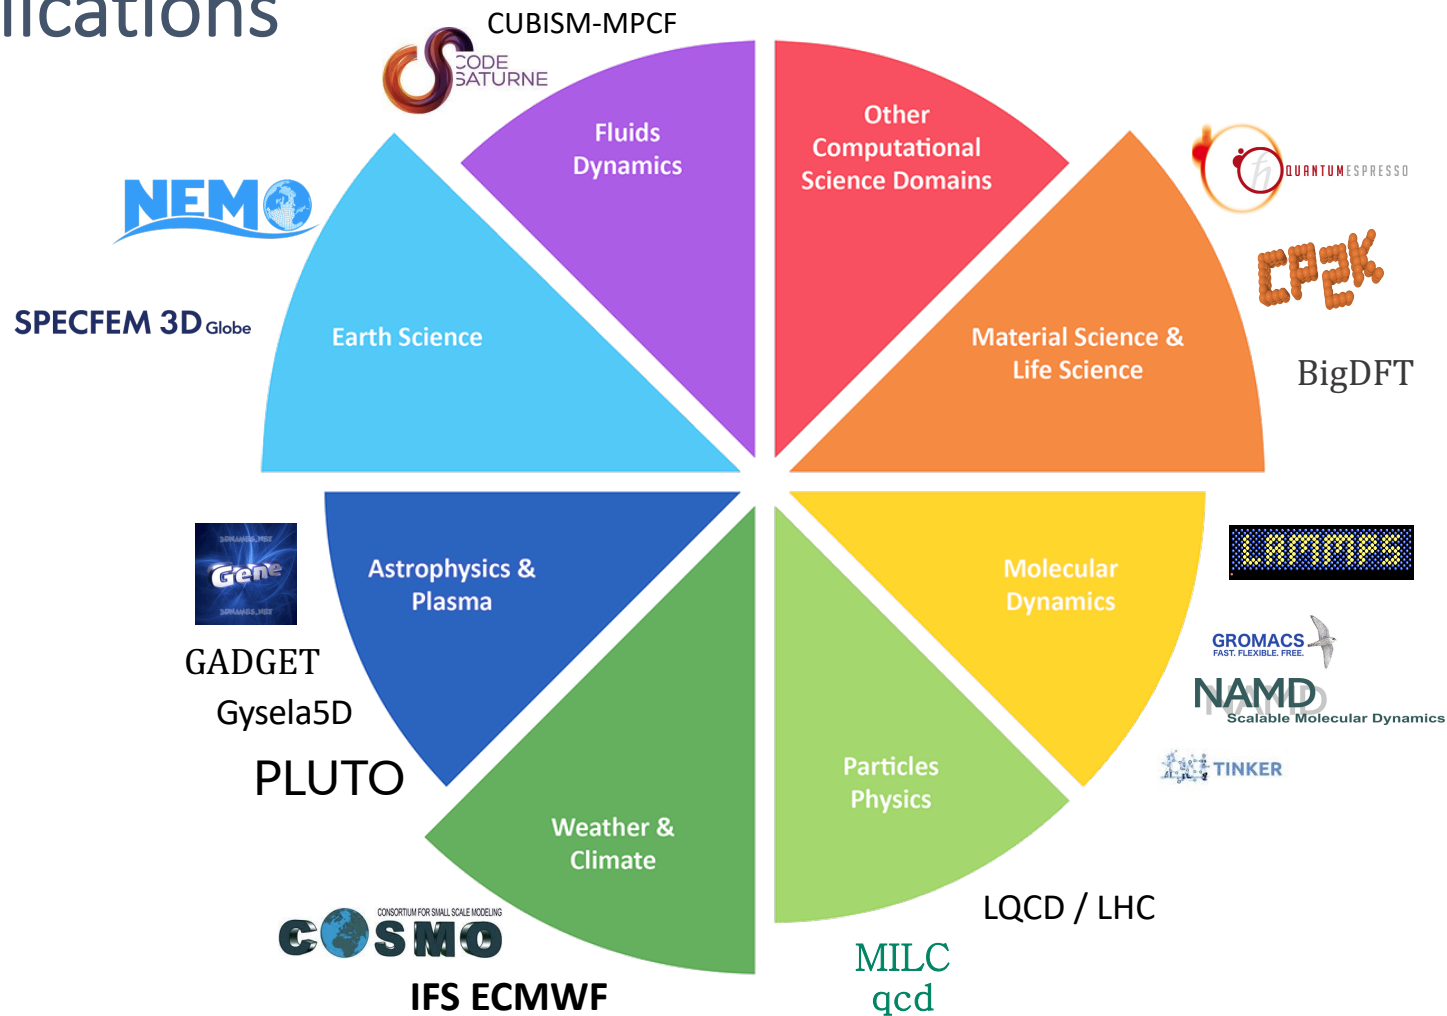 lications
CUBISM-MPCF
CODE
SATURNE
Fluids
Dynamics
Other
Computational
Science Domains
QUANTUMESPRESSO
NEMO
CP2K
SPECFEM 3D Globe
Earth Science
Material Science &
Life Science
BigDFT
Gene
Astrophysics &
Plasma
Molecular
Dynamics
LAMMPS
GROMACS
FAST. FLEXIBLE. FREE.
GADGET
NAMD
Scalable Molecular Dynamics
Gysela5D
PLUTO
Particles
Physics
TINKER
Weather &
Climate
LQCD / LHC
CONSORTIUM FOR SMALL SCALE MODELING
COSMO
MILC
qcd
IFS ECMWF